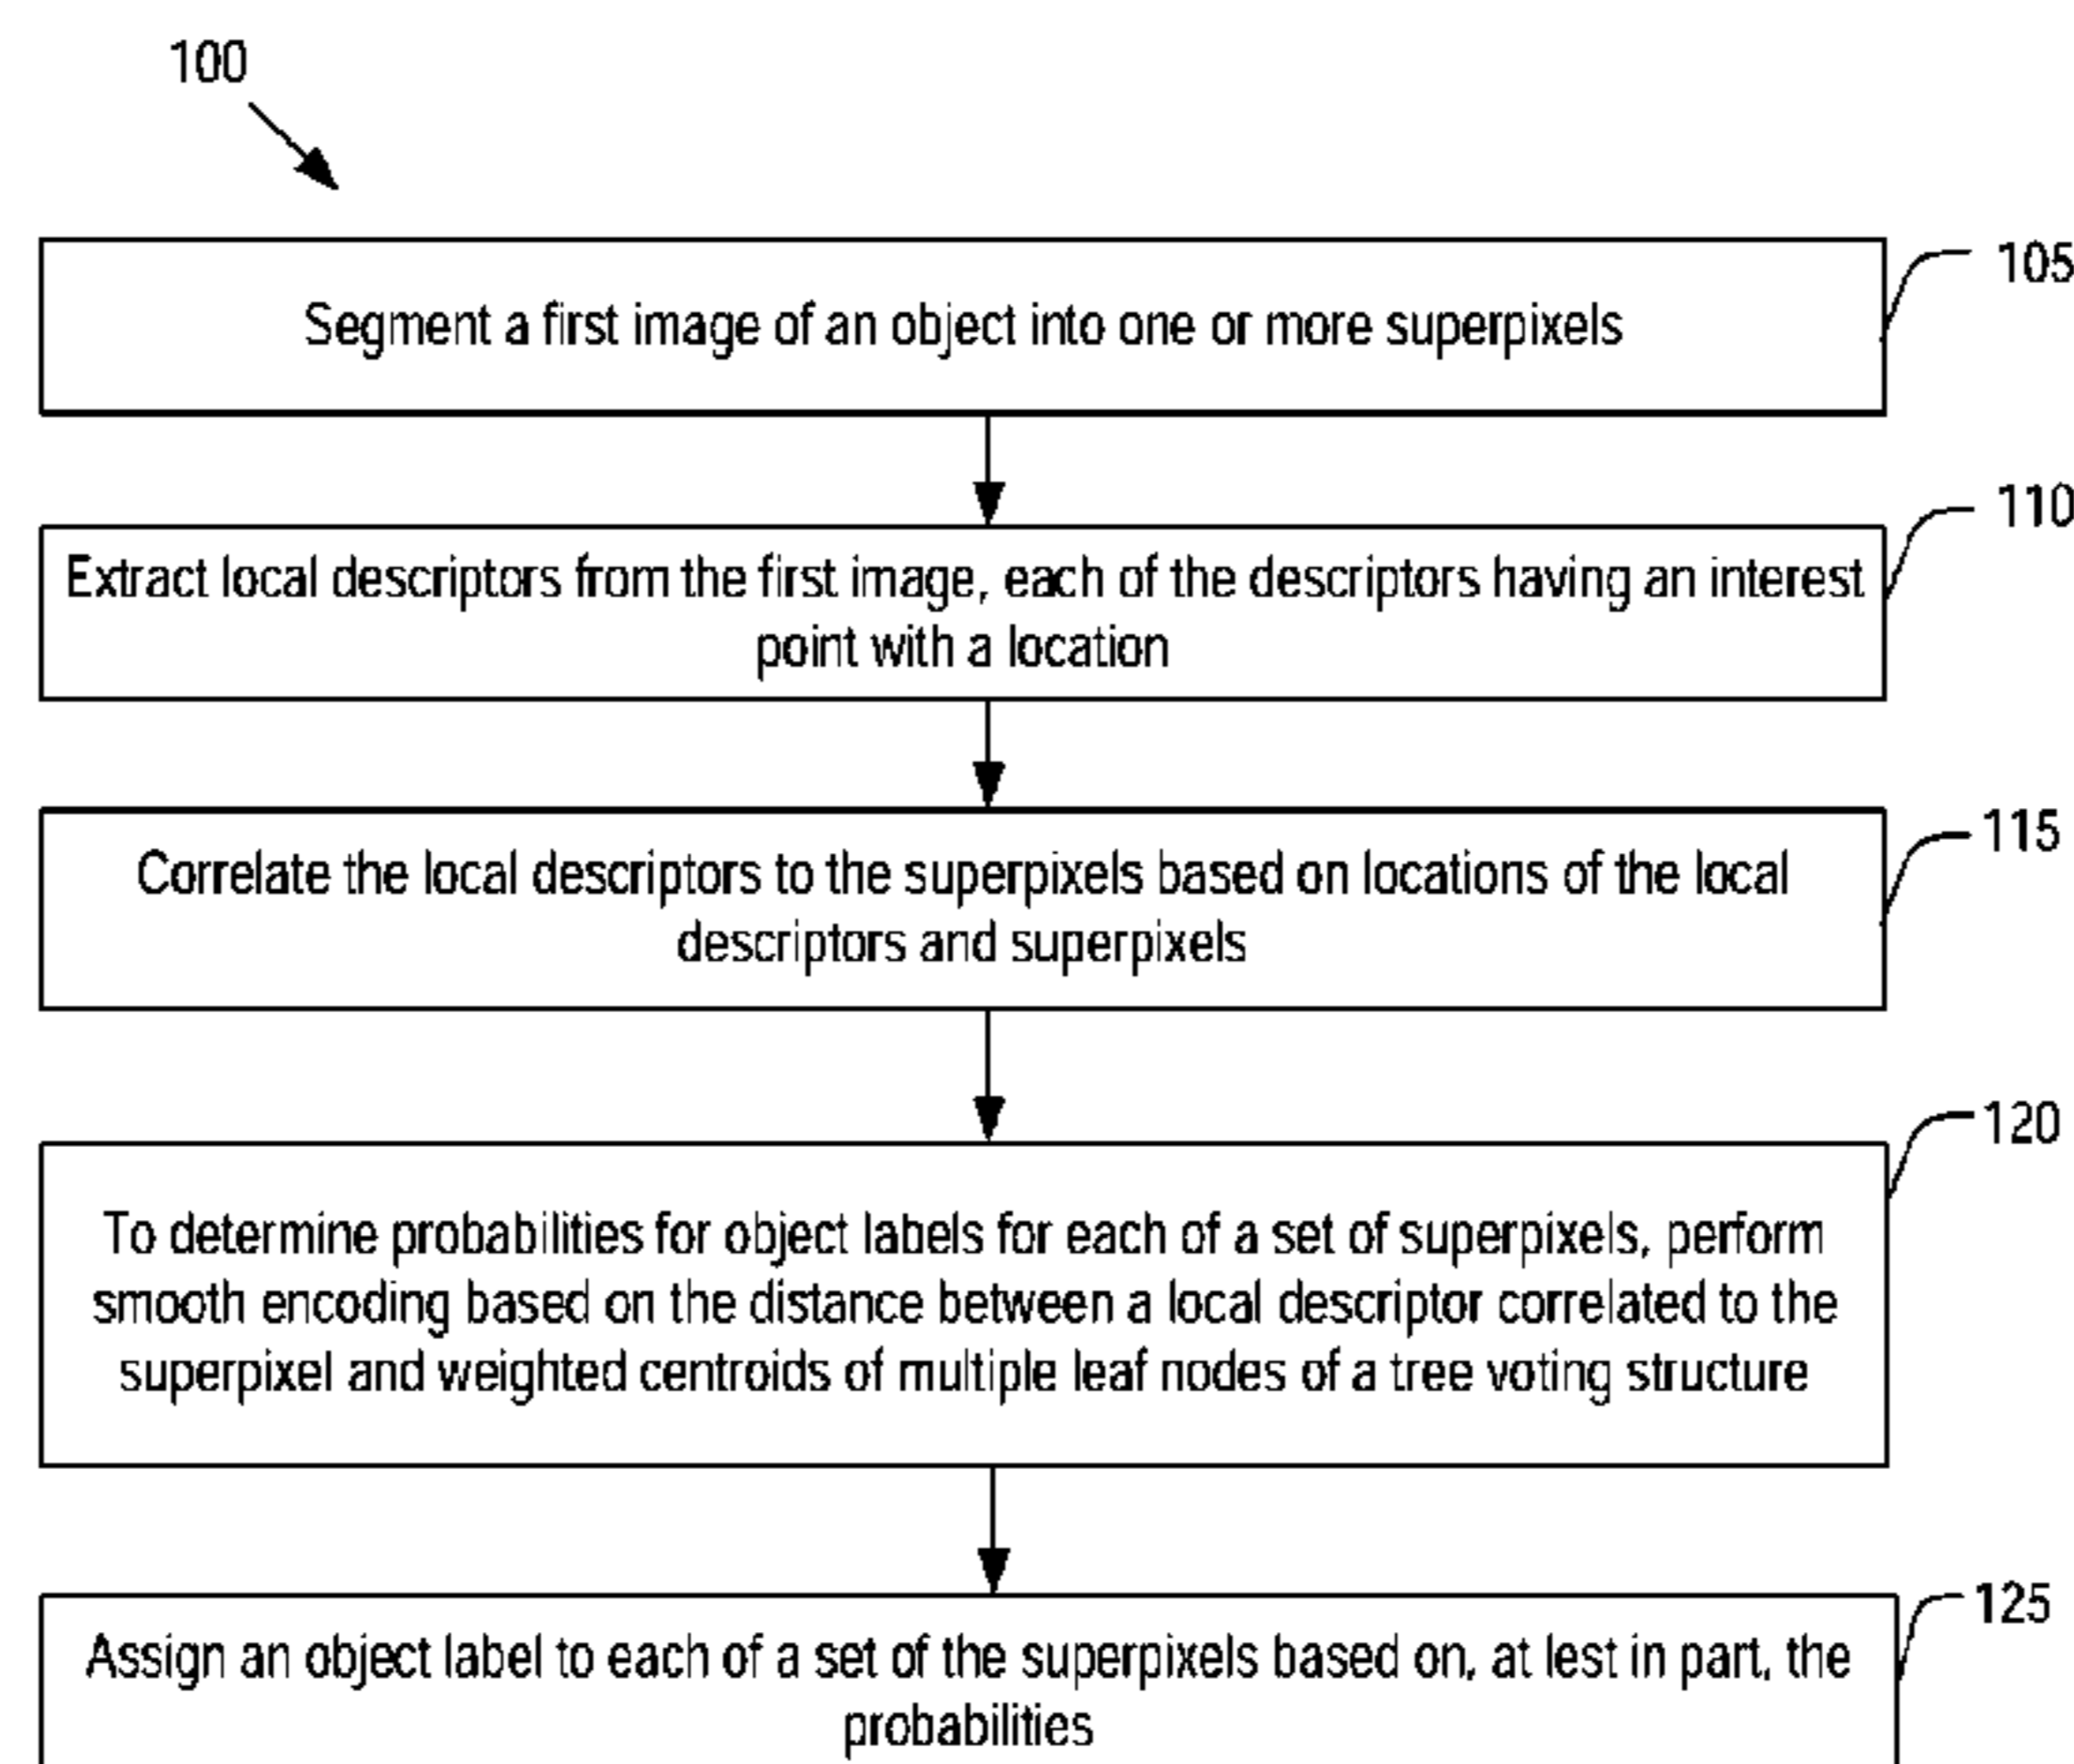 100
Segment a first image of an object into one or more superpixels
105
Extract local descriptors from the first image, each of the descriptors having an interest
point with a location
110
Correlate the local descriptors to the superpixels based on locations of the local
descriptors and superpixels
115
To determine probabilities for object labels for each of a set of superpixels, perform
smooth encoding based on the distance between a local descriptor correlated to the
superpixel and weighted centroids of multiple leaf nodes of a tree voting structure
120
Assign an object label to each of a set of the superpixels based on, at lest in part, the
probabilities
125